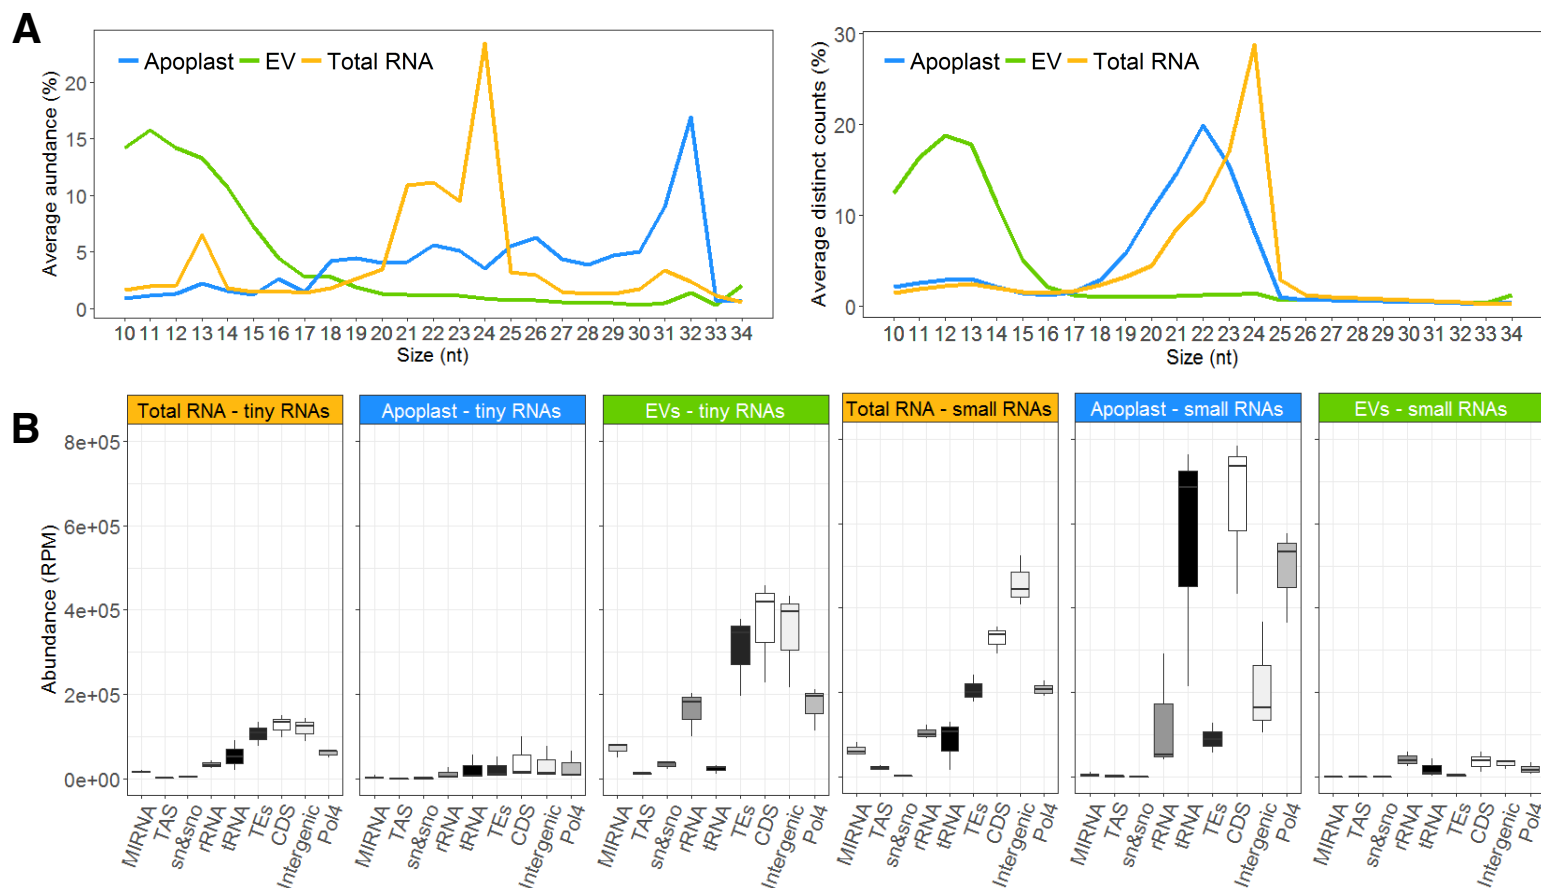 A
Apoplast EV Total RNA
Average aundance (%)
20
15
10
5
0
10 11 12 13 14 15 16 17 18 19 20 21 22 23 24 25 26 27 28 29 30 31 32 33 34
Size (nt)
Apoplast EV Total RNA
Average distinct counts (%)
30
20
10
0
10 11 12 13 14 15 16 17 18 19 20 21 22 23 24 25 26 27 28 29 30 31 32 33 34
Size (nt)
B
Total RNA - tiny RNAs
Apoplast - tiny RNAs
EVs - tiny RNAs
Total RNA - small RNAs
Apoplast - small RNAs
EVs - small RNAs
Abundance (RPM)
8e+05
6e+05
4e+05
2e+05
0e+00
MIRNA TAS sn&sno rRNA tRNA TEs CDS Intergenic Pol4
MIRNA TAS sn&sno rRNA tRNA TEs CDS Intergenic Pol4
MIRNA TAS sn&sno rRNA tRNA TEs CDS Intergenic Pol4
MIRNA TAS sn&sno rRNA tRNA TEs CDS Intergenic Pol4
MIRNA TAS sn&sno rRNA tRNA TEs CDS Intergenic Pol4
MIRNA TAS sn&sno rRNA tRNA TEs CDS Intergenic Pol4